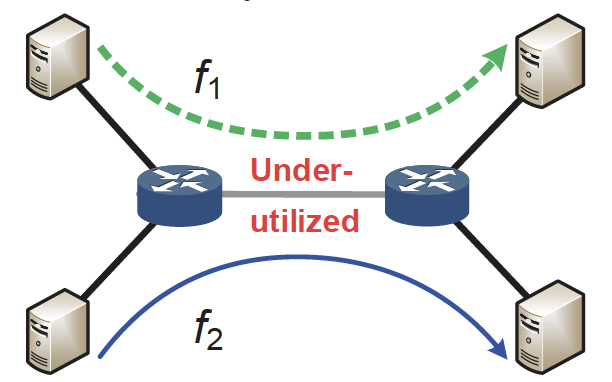 f1
Under-
utilized
f2